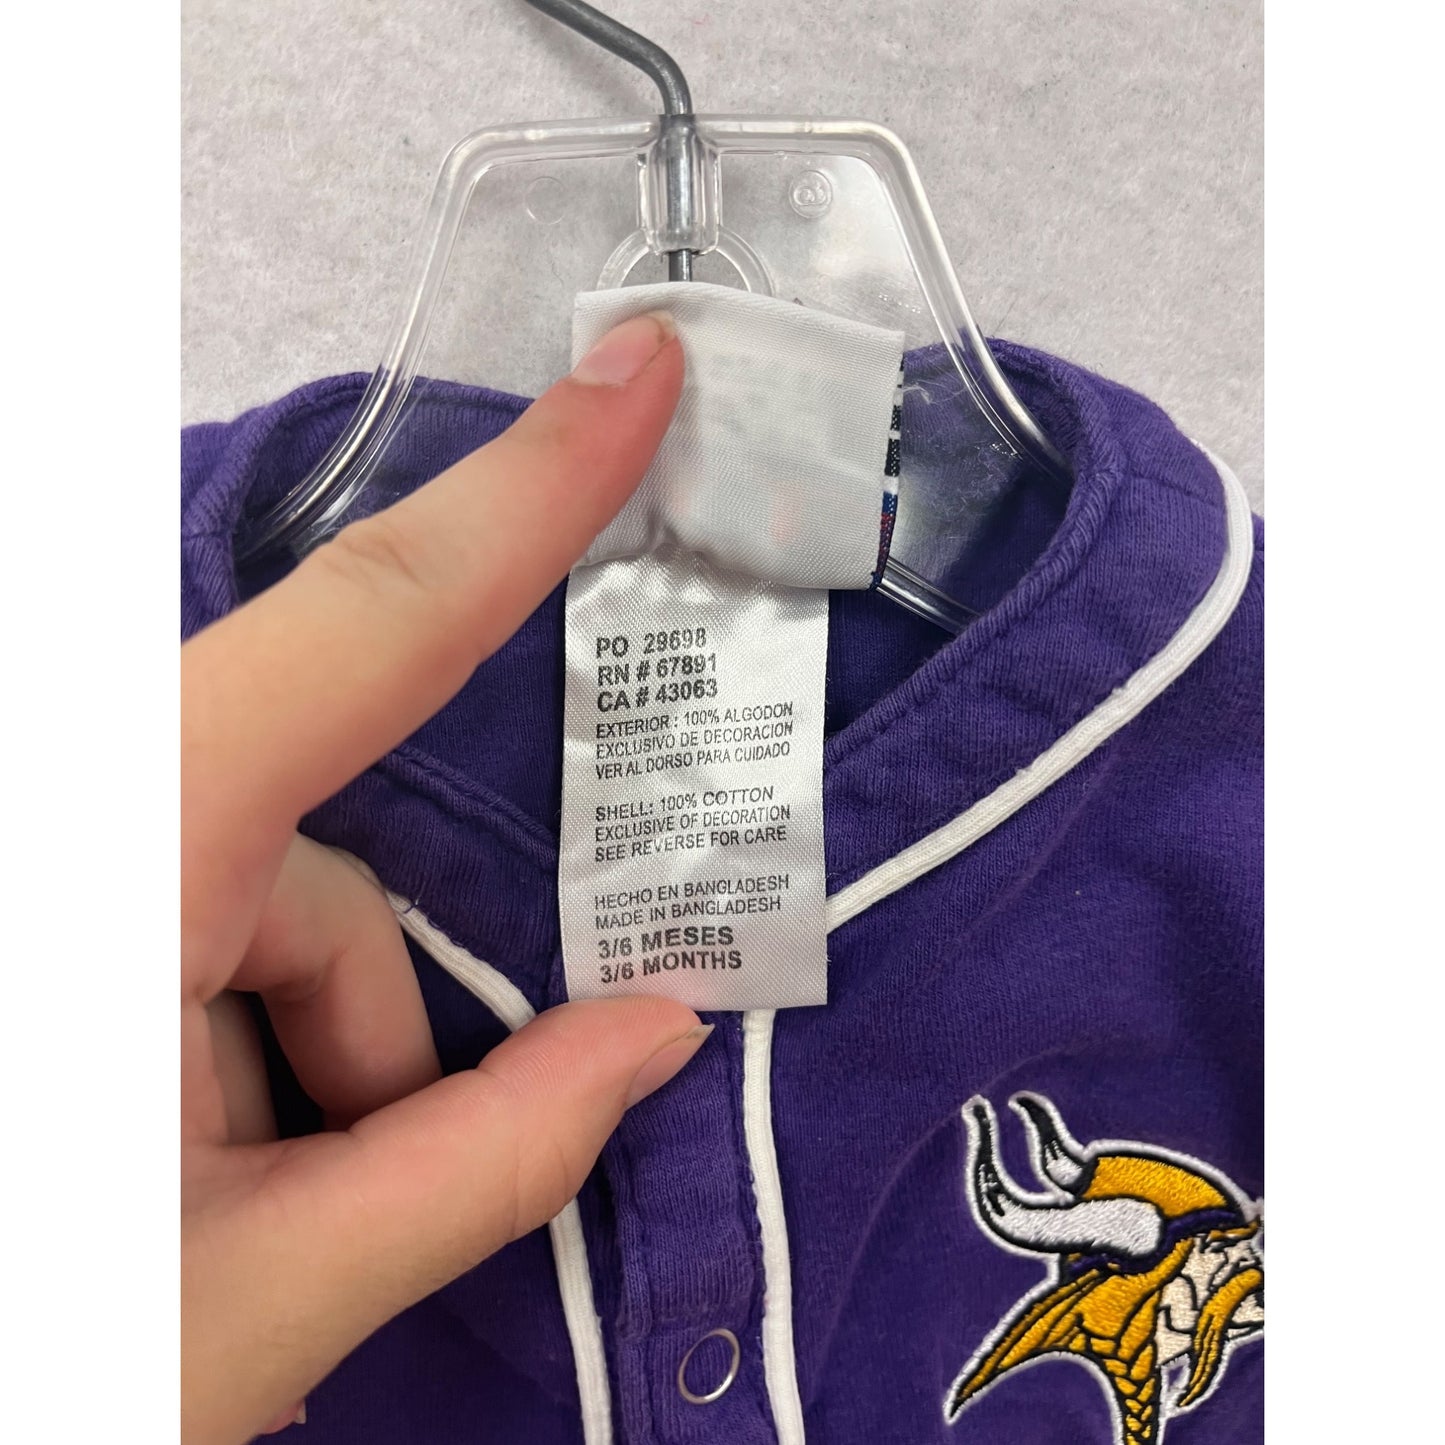 PO 29698
RN # 67891
CA # 43063
EXTERIOR : 100% ALGODON
EXCLUSIVO DE DECORACION
VER AL DORSO PARA CUIDADO
SHELL: 100% COTTON
EXCLUSIVE OF DECORATION
SEE REVERSE FOR CARE
HECHO EN BANGLADESH
MADE IN BANGLADESH
3/6 MESES
3/6 MONTHS